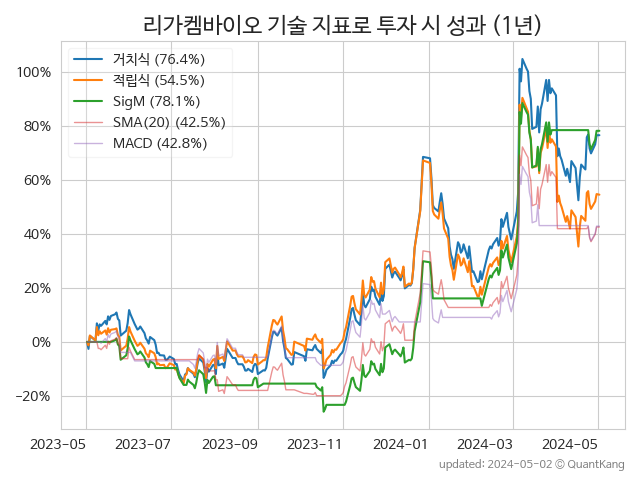 리가켐바이오 기술 지표로 투자 시 성과 (1년)
거치식 (76.4%)
적립식 (54.5%)
SigM (78.1%)
SMA(20) (42.5%)
MACD (42.8%)
100%
80%
60%
40%
20%
0%
−20%
2023-05
2023-07
2023-09
2023-11
2024-01
2024-03
2024-05
updated: 2024-05-02 © QuantKang